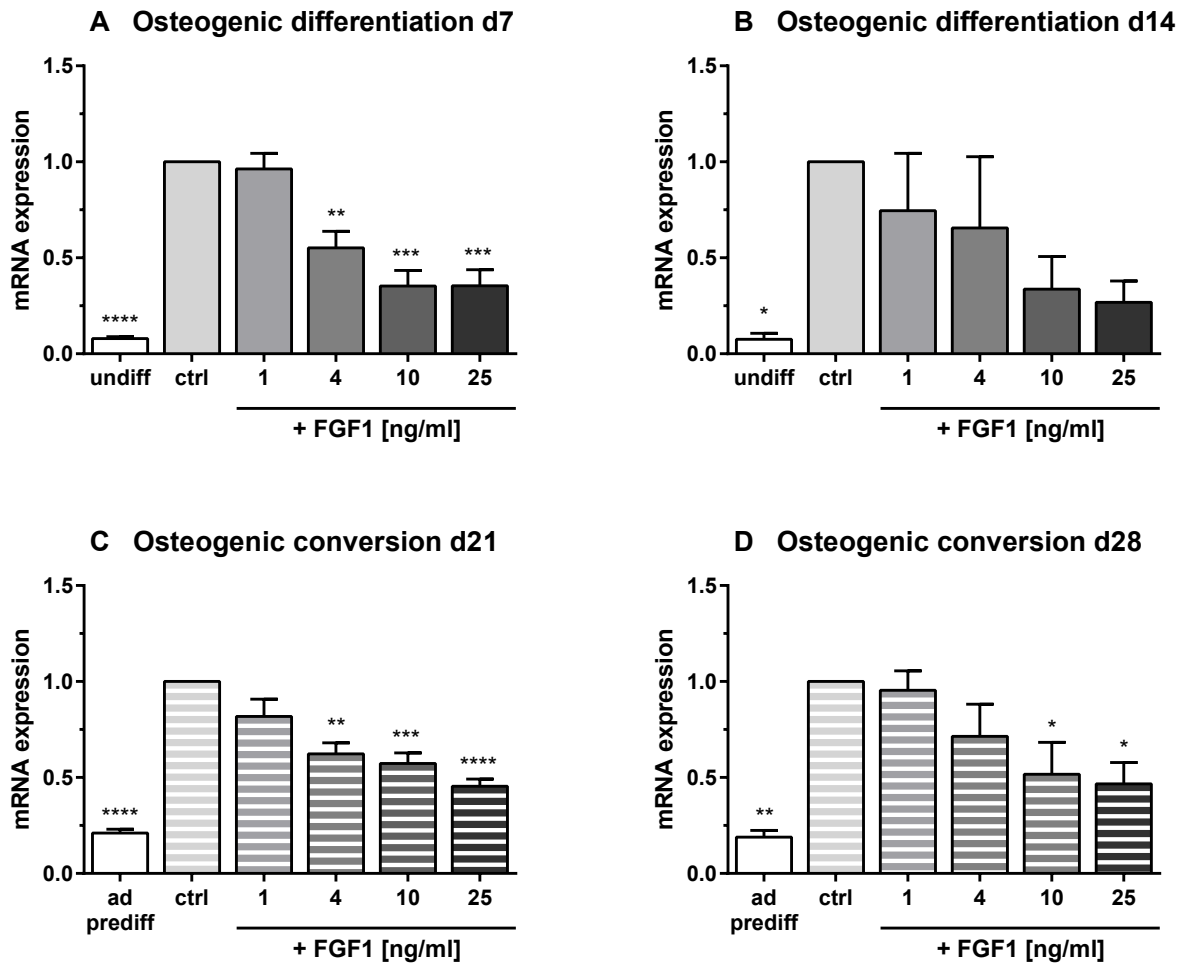 A Osteogenic differentiation d7
mRNA expression
1.5
1.0
0.5
0.0
****
**
***
***
undiff ctrl 1 4 10 25
+ FGF1 [ng/ml]
B Osteogenic differentiation d14
mRNA expression
1.5
1.0
0.5
0.0
*
undiff ctrl 1 4 10 25
+ FGF1 [ng/ml]
C Osteogenic conversion d21
mRNA expression
1.5
1.0
0.5
0.0
****
**
***
****
ad ctrl 1 4 10 25
prediff
+ FGF1 [ng/ml]
D Osteogenic conversion d28
mRNA expression
1.5
1.0
0.5
0.0
**
*
*
ad ctrl 1 4 10 25
prediff
+ FGF1 [ng/ml]